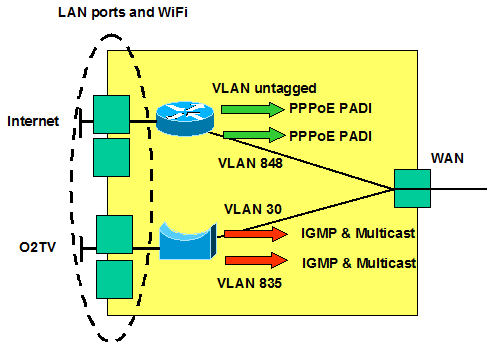 LAN ports and WiFi
VLAN untagged
PPPoE PADI
Internet
PPPoE PADI
VLAN 848
WAN
VLAN 30
IGMP & Multicast
O2TV
IGMP & Multicast
VLAN 835